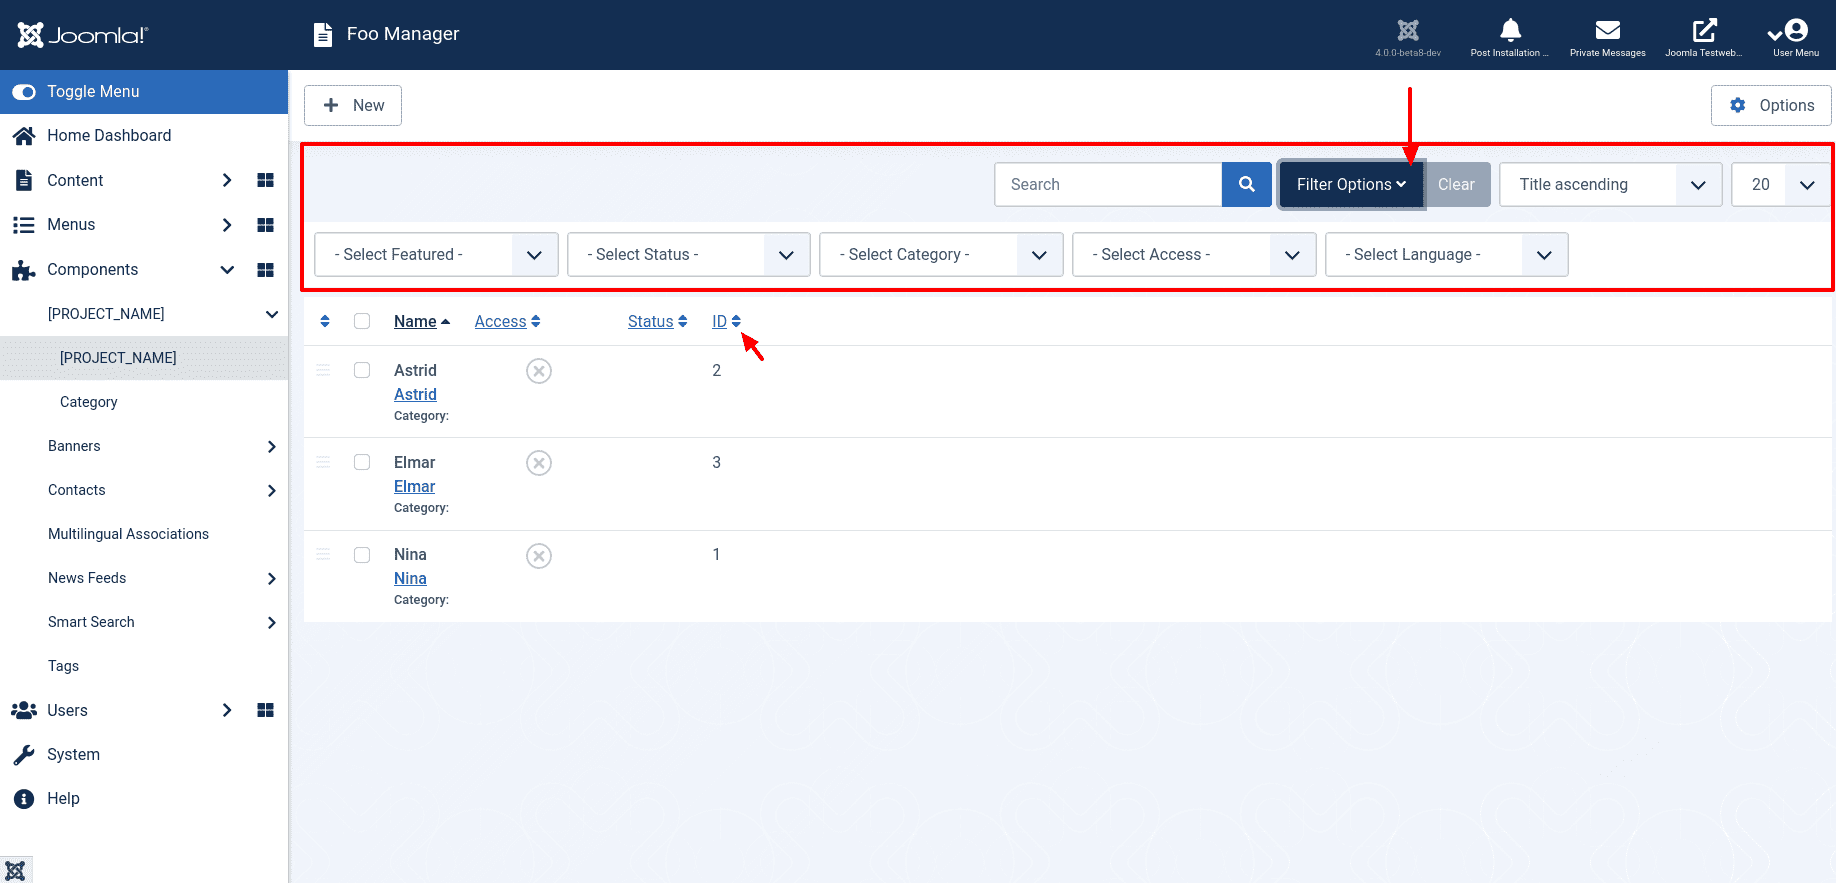 Joomla!®
Foo Manager
4.0.0-beta8-dev
Post Installation ...
Private Messages
Joomla Testweb...
User Menu
Toggle Menu
Home Dashboard
Content
Menus
Components
[PROJECT_NAME]
[PROJECT_NAME]
Category
Banners
Contacts
Multilingual Associations
News Feeds
Smart Search
Tags
Users
System
Help
New
Options
Search
Filter Options
Clear
Title ascending
20
- Select Featured -
- Select Status -
- Select Category -
- Select Access -
- Select Language -
Name Access Status ID
Astrid 2
Astrid
Category:
Elmar 3
Elmar
Category:
Nina 1
Nina
Category: